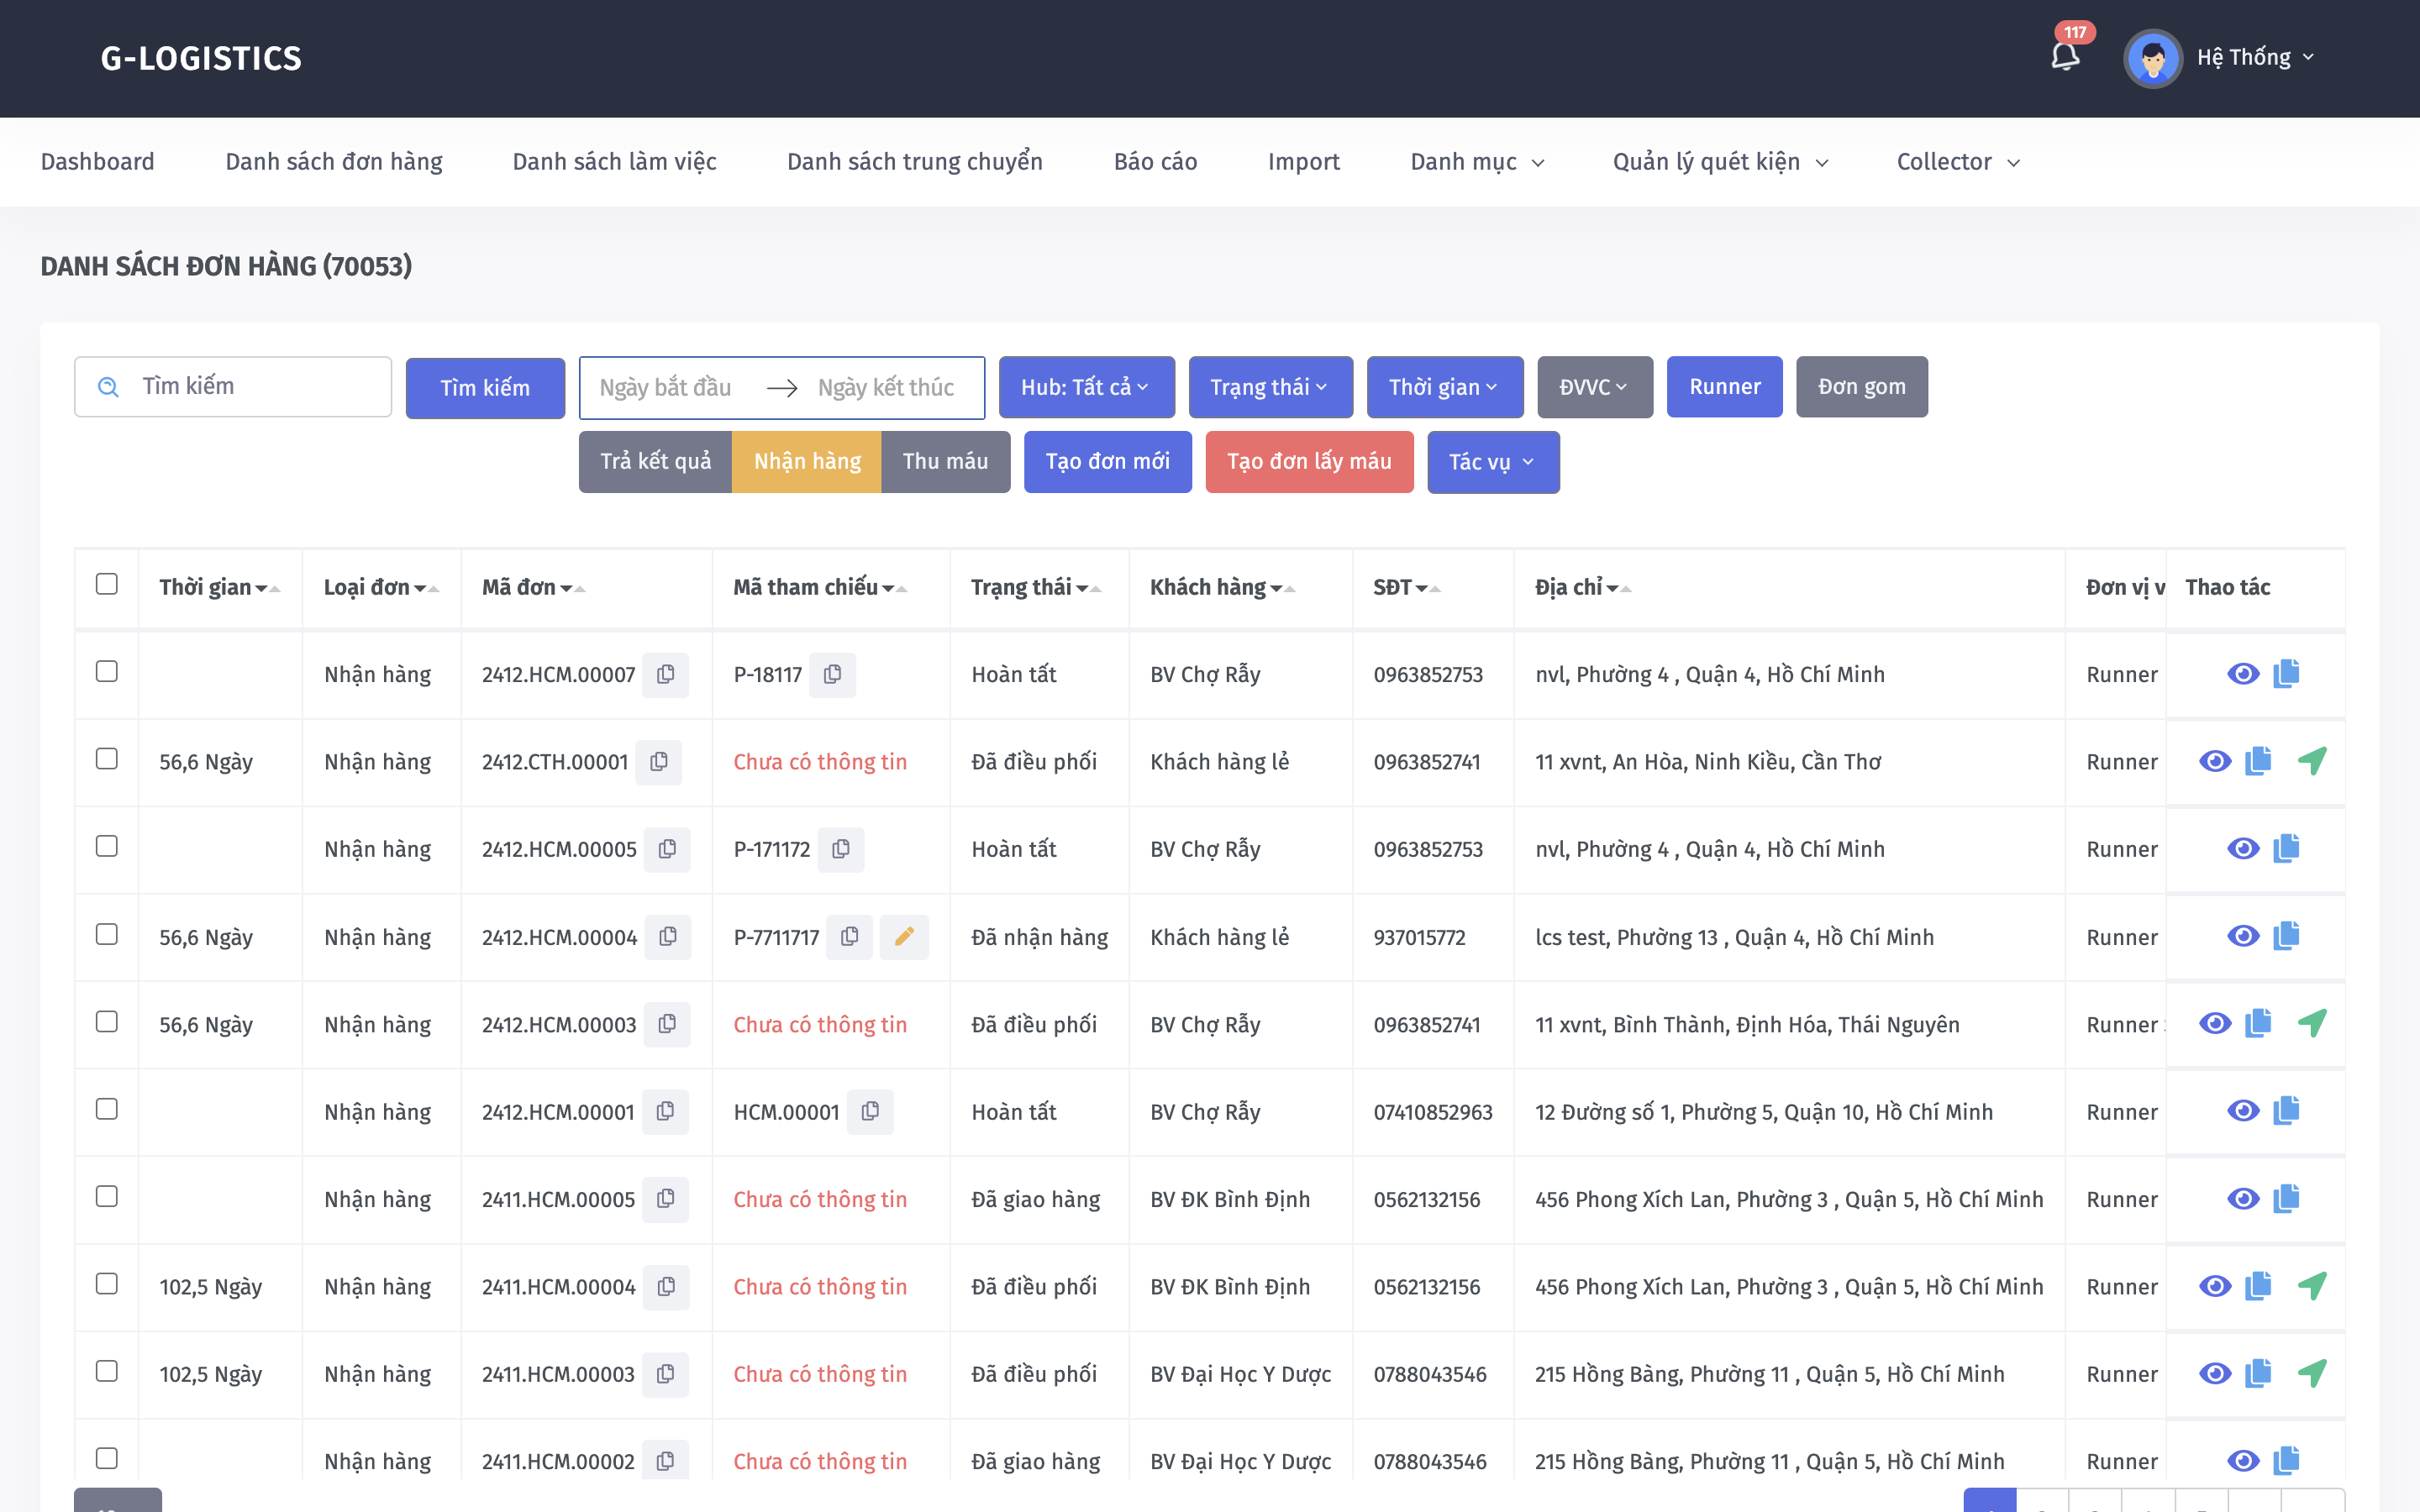 G-LOGISTICS
117
Hệ Thống
Dashboard Danh sách đơn hàng Danh sách làm việc Danh sách trung chuyển Báo cáo Import Danh mục Quản lý quét kiện Collector
DANH SÁCH ĐƠN HÀNG (70053)
Tìm kiếm Tìm kiếm Ngày bắt đầu Ngày kết thúc Hub: Tất cả Trạng thái Thời gian ĐVVC Runner Đơn gom
Trả kết quả Nhận hàng Thu máu Tạo đơn mới Tạo đơn lấy máu Tác vụ
Thời gian Loại đơn Mã đơn Mã tham chiếu Trạng thái Khách hàng SĐT Địa chỉ Đơn vị v Thao tác
Nhận hàng 2412.HCM.00007 P-18117 Hoàn tất BV Chợ Rẫy 0963852753 nvl, Phường 4 , Quận 4, Hồ Chí Minh Runner
56,6 Ngày Nhận hàng 2412.CTH.00001 Chưa có thông tin Đã điều phối Khách hàng lẻ 0963852741 11 xvnt, An Hòa, Ninh Kiều, Cần Thơ Runner
Nhận hàng 2412.HCM.00005 P-171172 Hoàn tất BV Chợ Rẫy 0963852753 nvl, Phường 4 , Quận 4, Hồ Chí Minh Runner
56,6 Ngày Nhận hàng 2412.HCM.00004 P-7711717 Đã nhận hàng Khách hàng lẻ 937015772 lcs test, Phường 13 , Quận 4, Hồ Chí Minh Runner
56,6 Ngày Nhận hàng 2412.HCM.00003 Chưa có thông tin Đã điều phối BV Chợ Rẫy 0963852741 11 xvnt, Bình Thành, Định Hóa, Thái Nguyên Runner
Nhận hàng 2412.HCM.00001 HCM.00001 Hoàn tất BV Chợ Rẫy 07410852963 12 Đường số 1, Phường 5, Quận 10, Hồ Chí Minh Runner
Nhận hàng 2411.HCM.00005 Chưa có thông tin Đã giao hàng BV ĐK Bình Định 0562132156 456 Phong Xích Lan, Phường 3 , Quận 5, Hồ Chí Minh Runner
102,5 Ngày Nhận hàng 2411.HCM.00004 Chưa có thông tin Đã điều phối BV ĐK Bình Định 0562132156 456 Phong Xích Lan, Phường 3 , Quận 5, Hồ Chí Minh Runner
102,5 Ngày Nhận hàng 2411.HCM.00003 Chưa có thông tin Đã điều phối BV Đại Học Y Dược 0788043546 215 Hồng Bàng, Phường 11 , Quận 5, Hồ Chí Minh Runner
Nhận hàng 2411.HCM.00002 Chưa có thông tin Đã giao hàng BV Đại Học Y Dược 0788043546 215 Hồng Bàng, Phường 11 , Quận 5, Hồ Chí Minh Runner